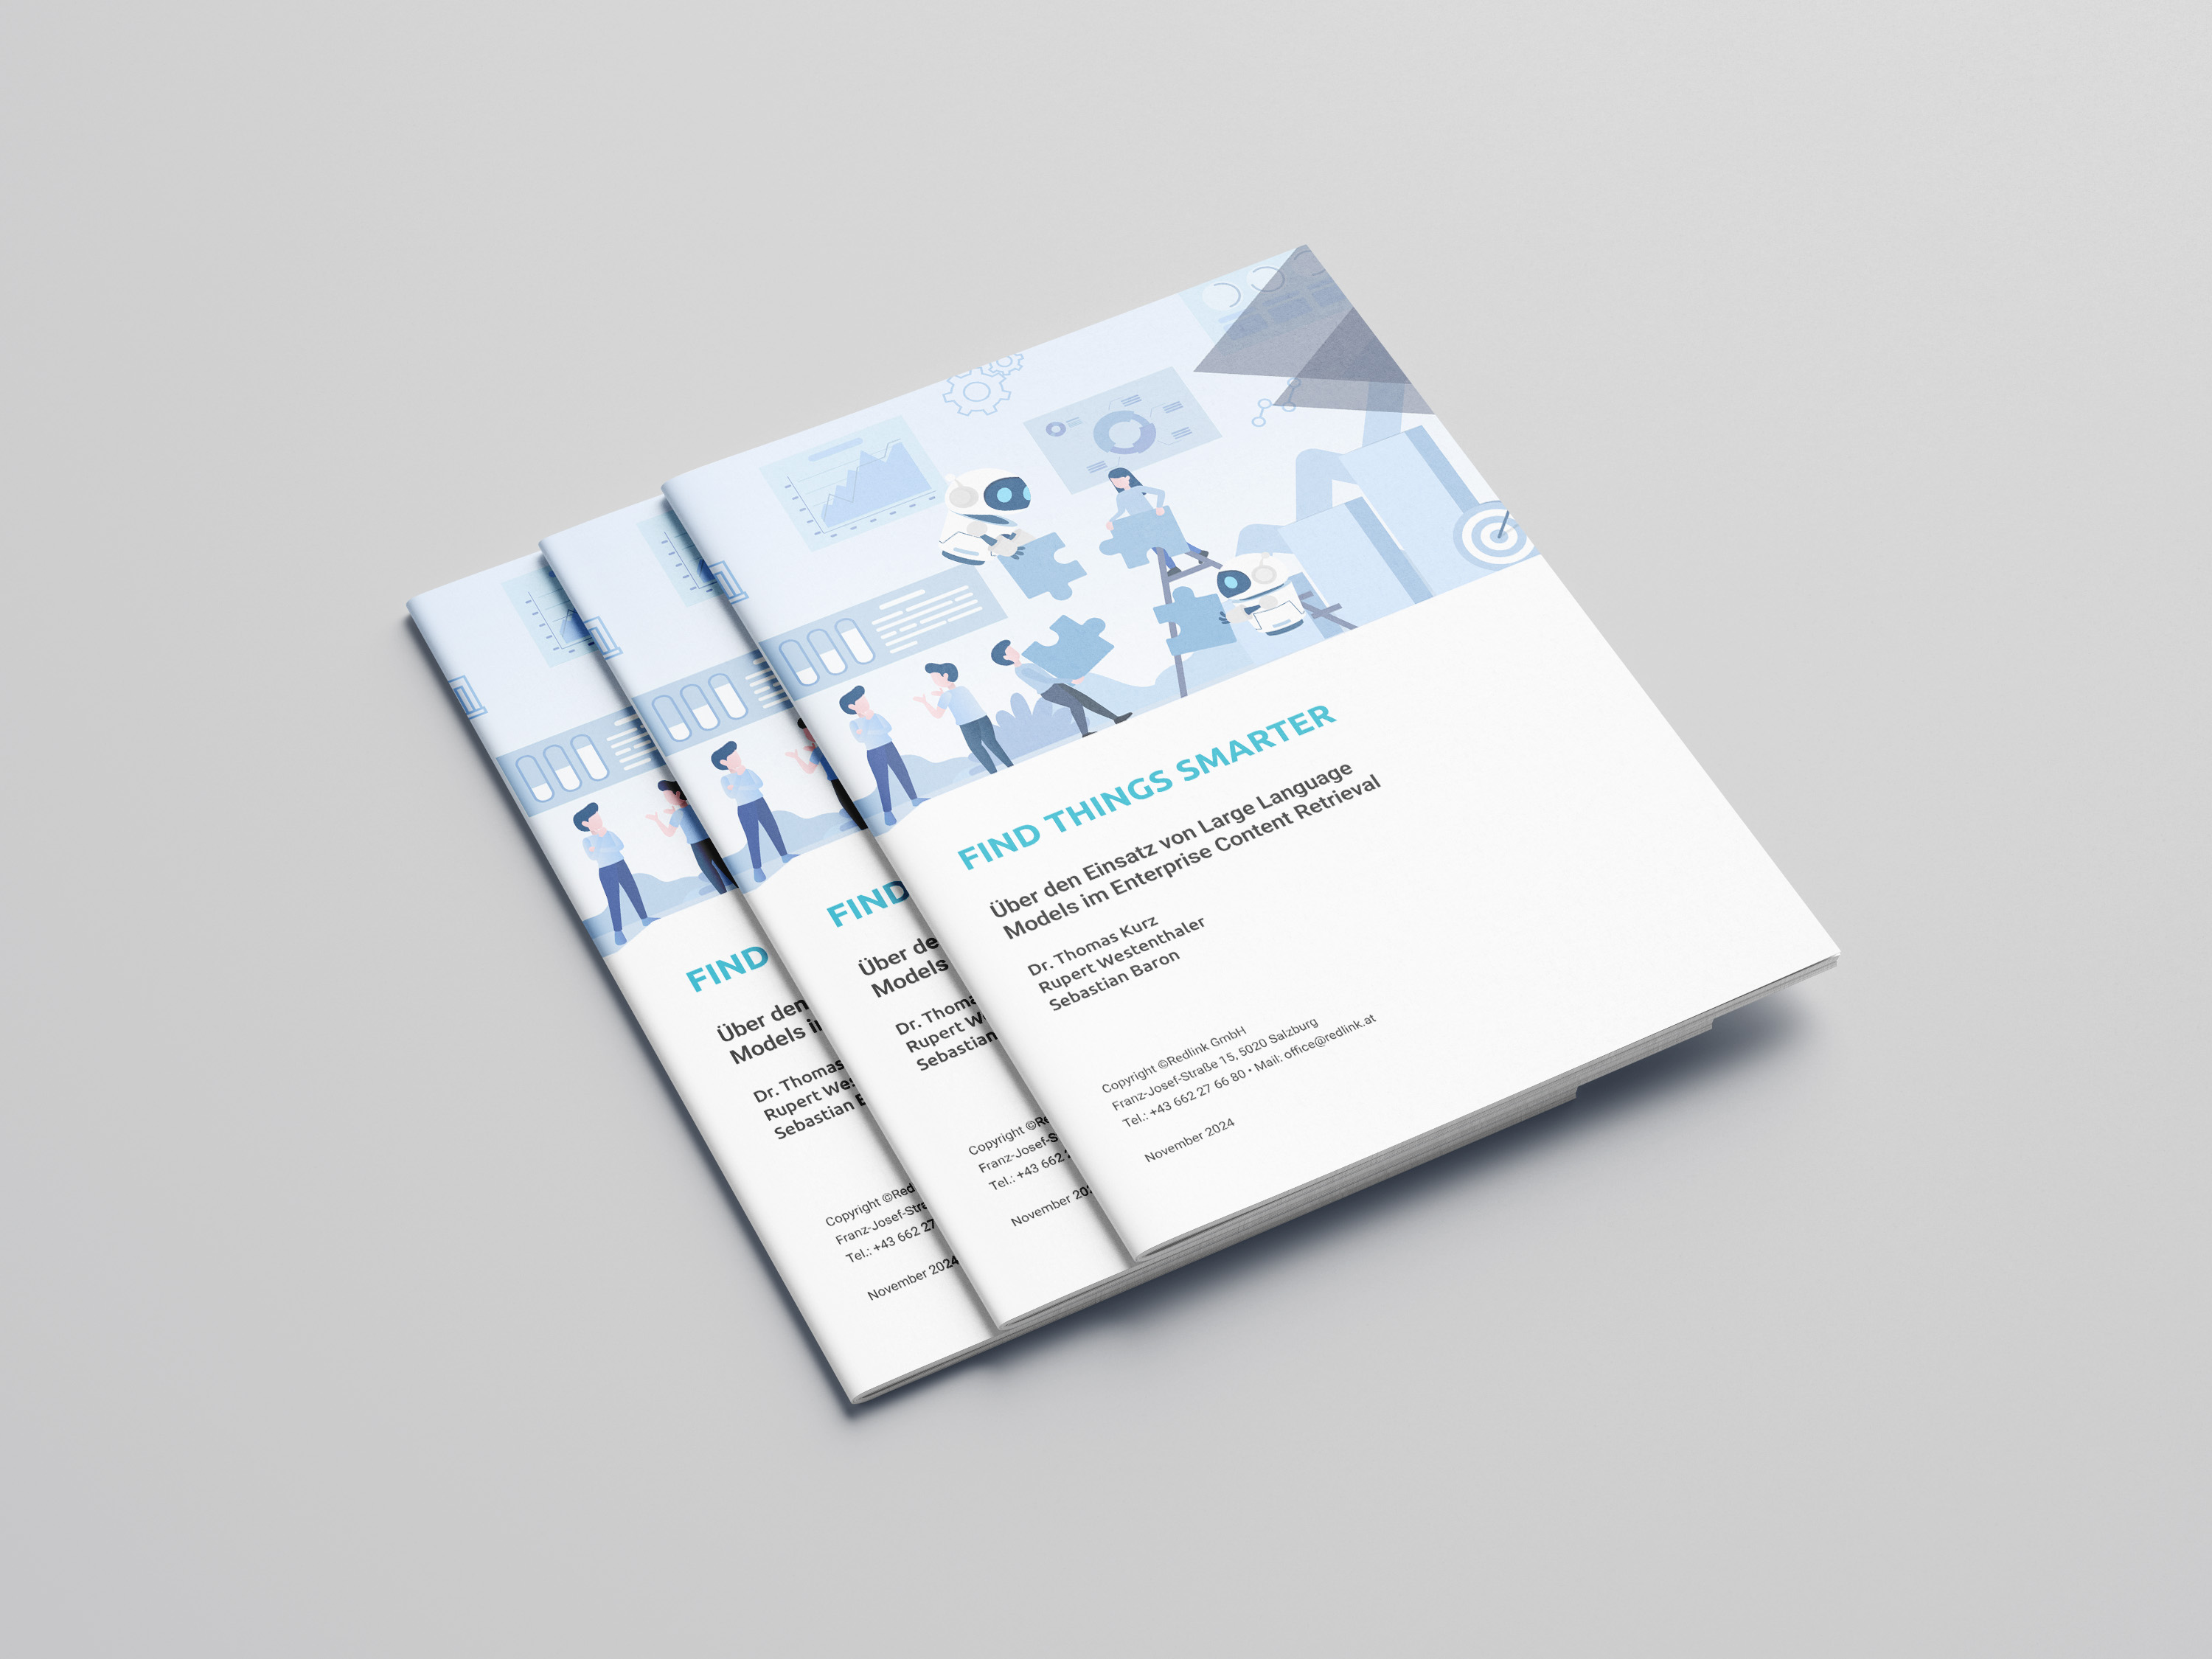 FIND THINGS SMARTER
Über den Einsatz von Large Language
Models im Enterprise Content Retrieval
Dr. Thomas Kurz
Rupert Westenthaler
Sebastian Baron
Copyright ©Redlink GmbH
Franz-Josef-Straße 15, 5020 Salzburg
Tel.: +43 662 27 66 80 • Mail: office@redlink.at
November 2024
FIND
Über de
Models
Dr. Thoma
Rupert W
Sebastian
Copyright ©Re
Franz-Josef-S
Tel.: +43 662
November 20
FIND
Über den
Models i
Dr. Thomas
Rupert Wes
Sebastian
Copyright ©Red
Franz-Josef-Stra
Tel.: +43 662 27
November 2024